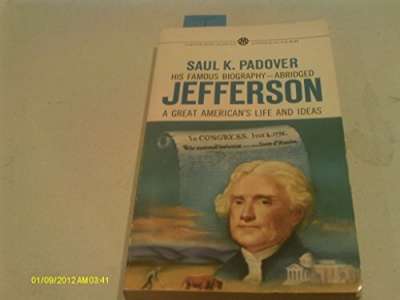 SAUL K. PADOVER
HIS FAMOUS BIOGRAPHY—ABRIDGED
JEFFERSON
A GREAT AMERICAN'S LIFE AND IDEAS
In CONGRESS, July 4, 1776.
01/09/2012 AM 03:41